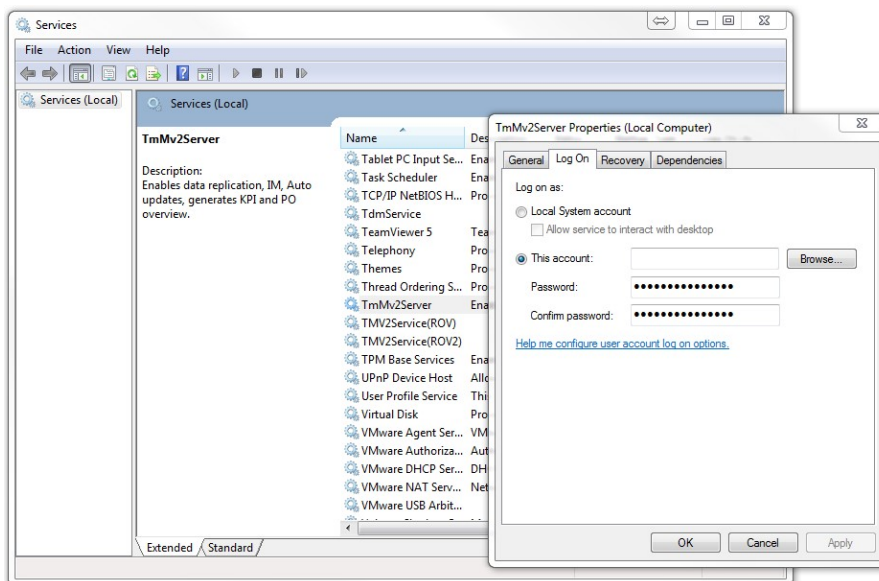 Services
File Action View Help
Services (Local)
Services (Local)
TmMv2Server
Description:
Enables data replication, IM, Auto
updates, generates KPI and PO
overview.
Name Des
Tablet PC Input Se... Ena
Task Scheduler Ena
TCP/IP NetBIOS H... Pro
TdmService
TeamViewer 5 Tea
Telephony Pro
Themes Pro
Thread Ordering S... Pro
TmMv2Server Ena
TMV2Service(ROV)
TMV2Service(ROV2)
TPM Base Services Ena
UPnP Device Host Allo
User Profile Service Thi
Virtual Disk Pro
VMware Agent Ser... VM
VMware Authoriza... Aut
VMware DHCP Ser... DH
VMware NAT Serv... Net
VMware USB Arbit...
Extended Standard
TmMv2Server Properties (Local Computer)
General Log On Recovery Dependencies
Log on as:
Local System account
Allow service to interact with desktop
This account: Browse...
Password: •••••••••••••••
Confirm password: •••••••••••••••
Help me configure user account log on options.
OK Cancel Apply